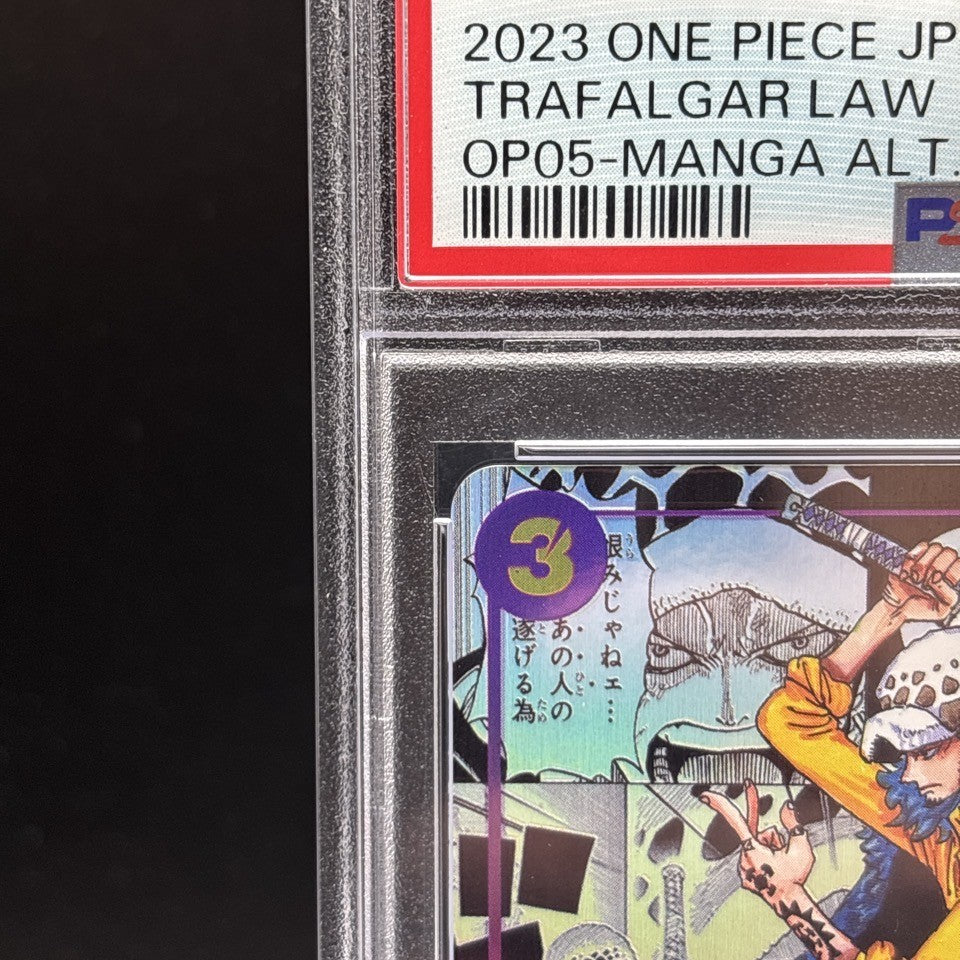 2023 ONE PIECE JP
TRAFALGAR LAW
OP05-MANGA ALT.
PS
3
恨みじゃねェ…
あの人の
遂げる為